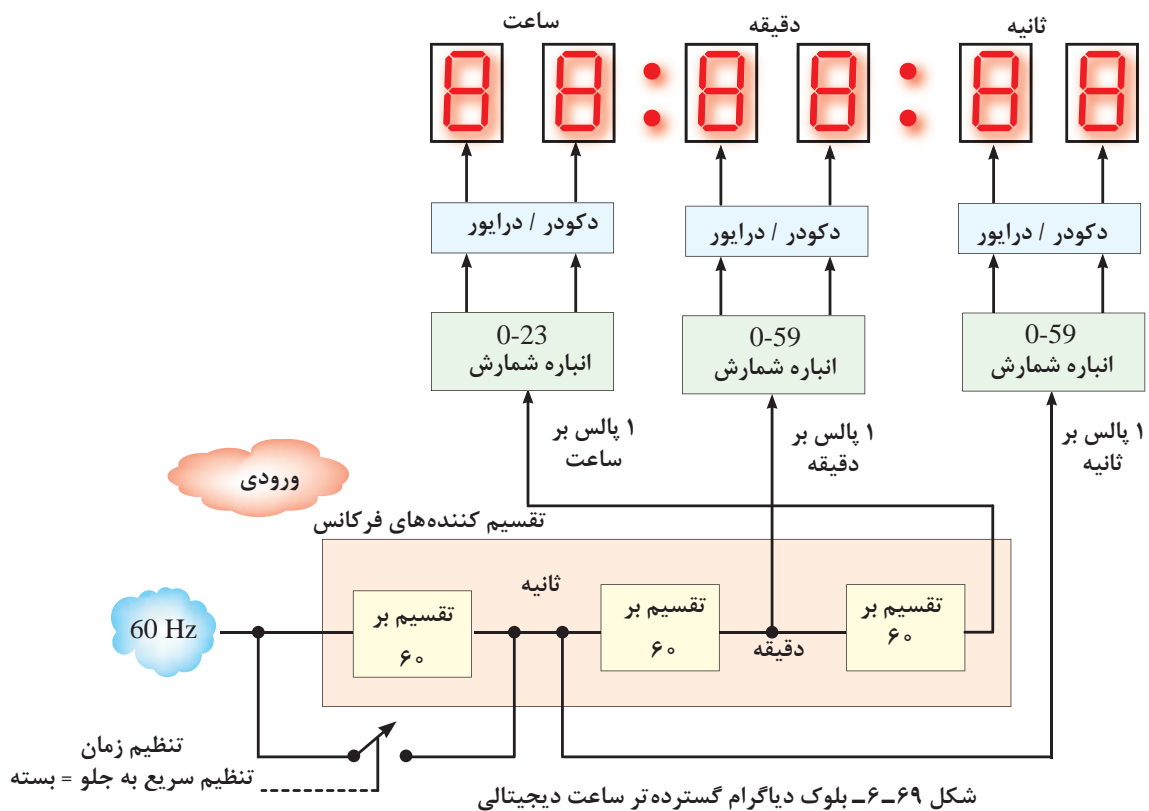 ساعت
دقیقه
ثانیه
88:88:88
دکودر / درایور
دکودر / درایور
دکودر / درایور
0-23
انباره شمارش
0-59
انباره شمارش
0-59
انباره شمارش
۱ پالس بر
ساعت
۱ پالس بر
دقیقه
۱ پالس بر
ثانیه
ورودی
تقسیم کننده‌های فرکانس
60 Hz
تقسیم بر
۶۰
ثانیه
تقسیم بر
۶۰
دقیقه
تقسیم بر
۶۰
تنظیم زمان
تنظیم سریع به جلو = بسته
شکل ۶۹ـ۶ـ بلوک دیاگرام گسترده‌تر ساعت دیجیتالی